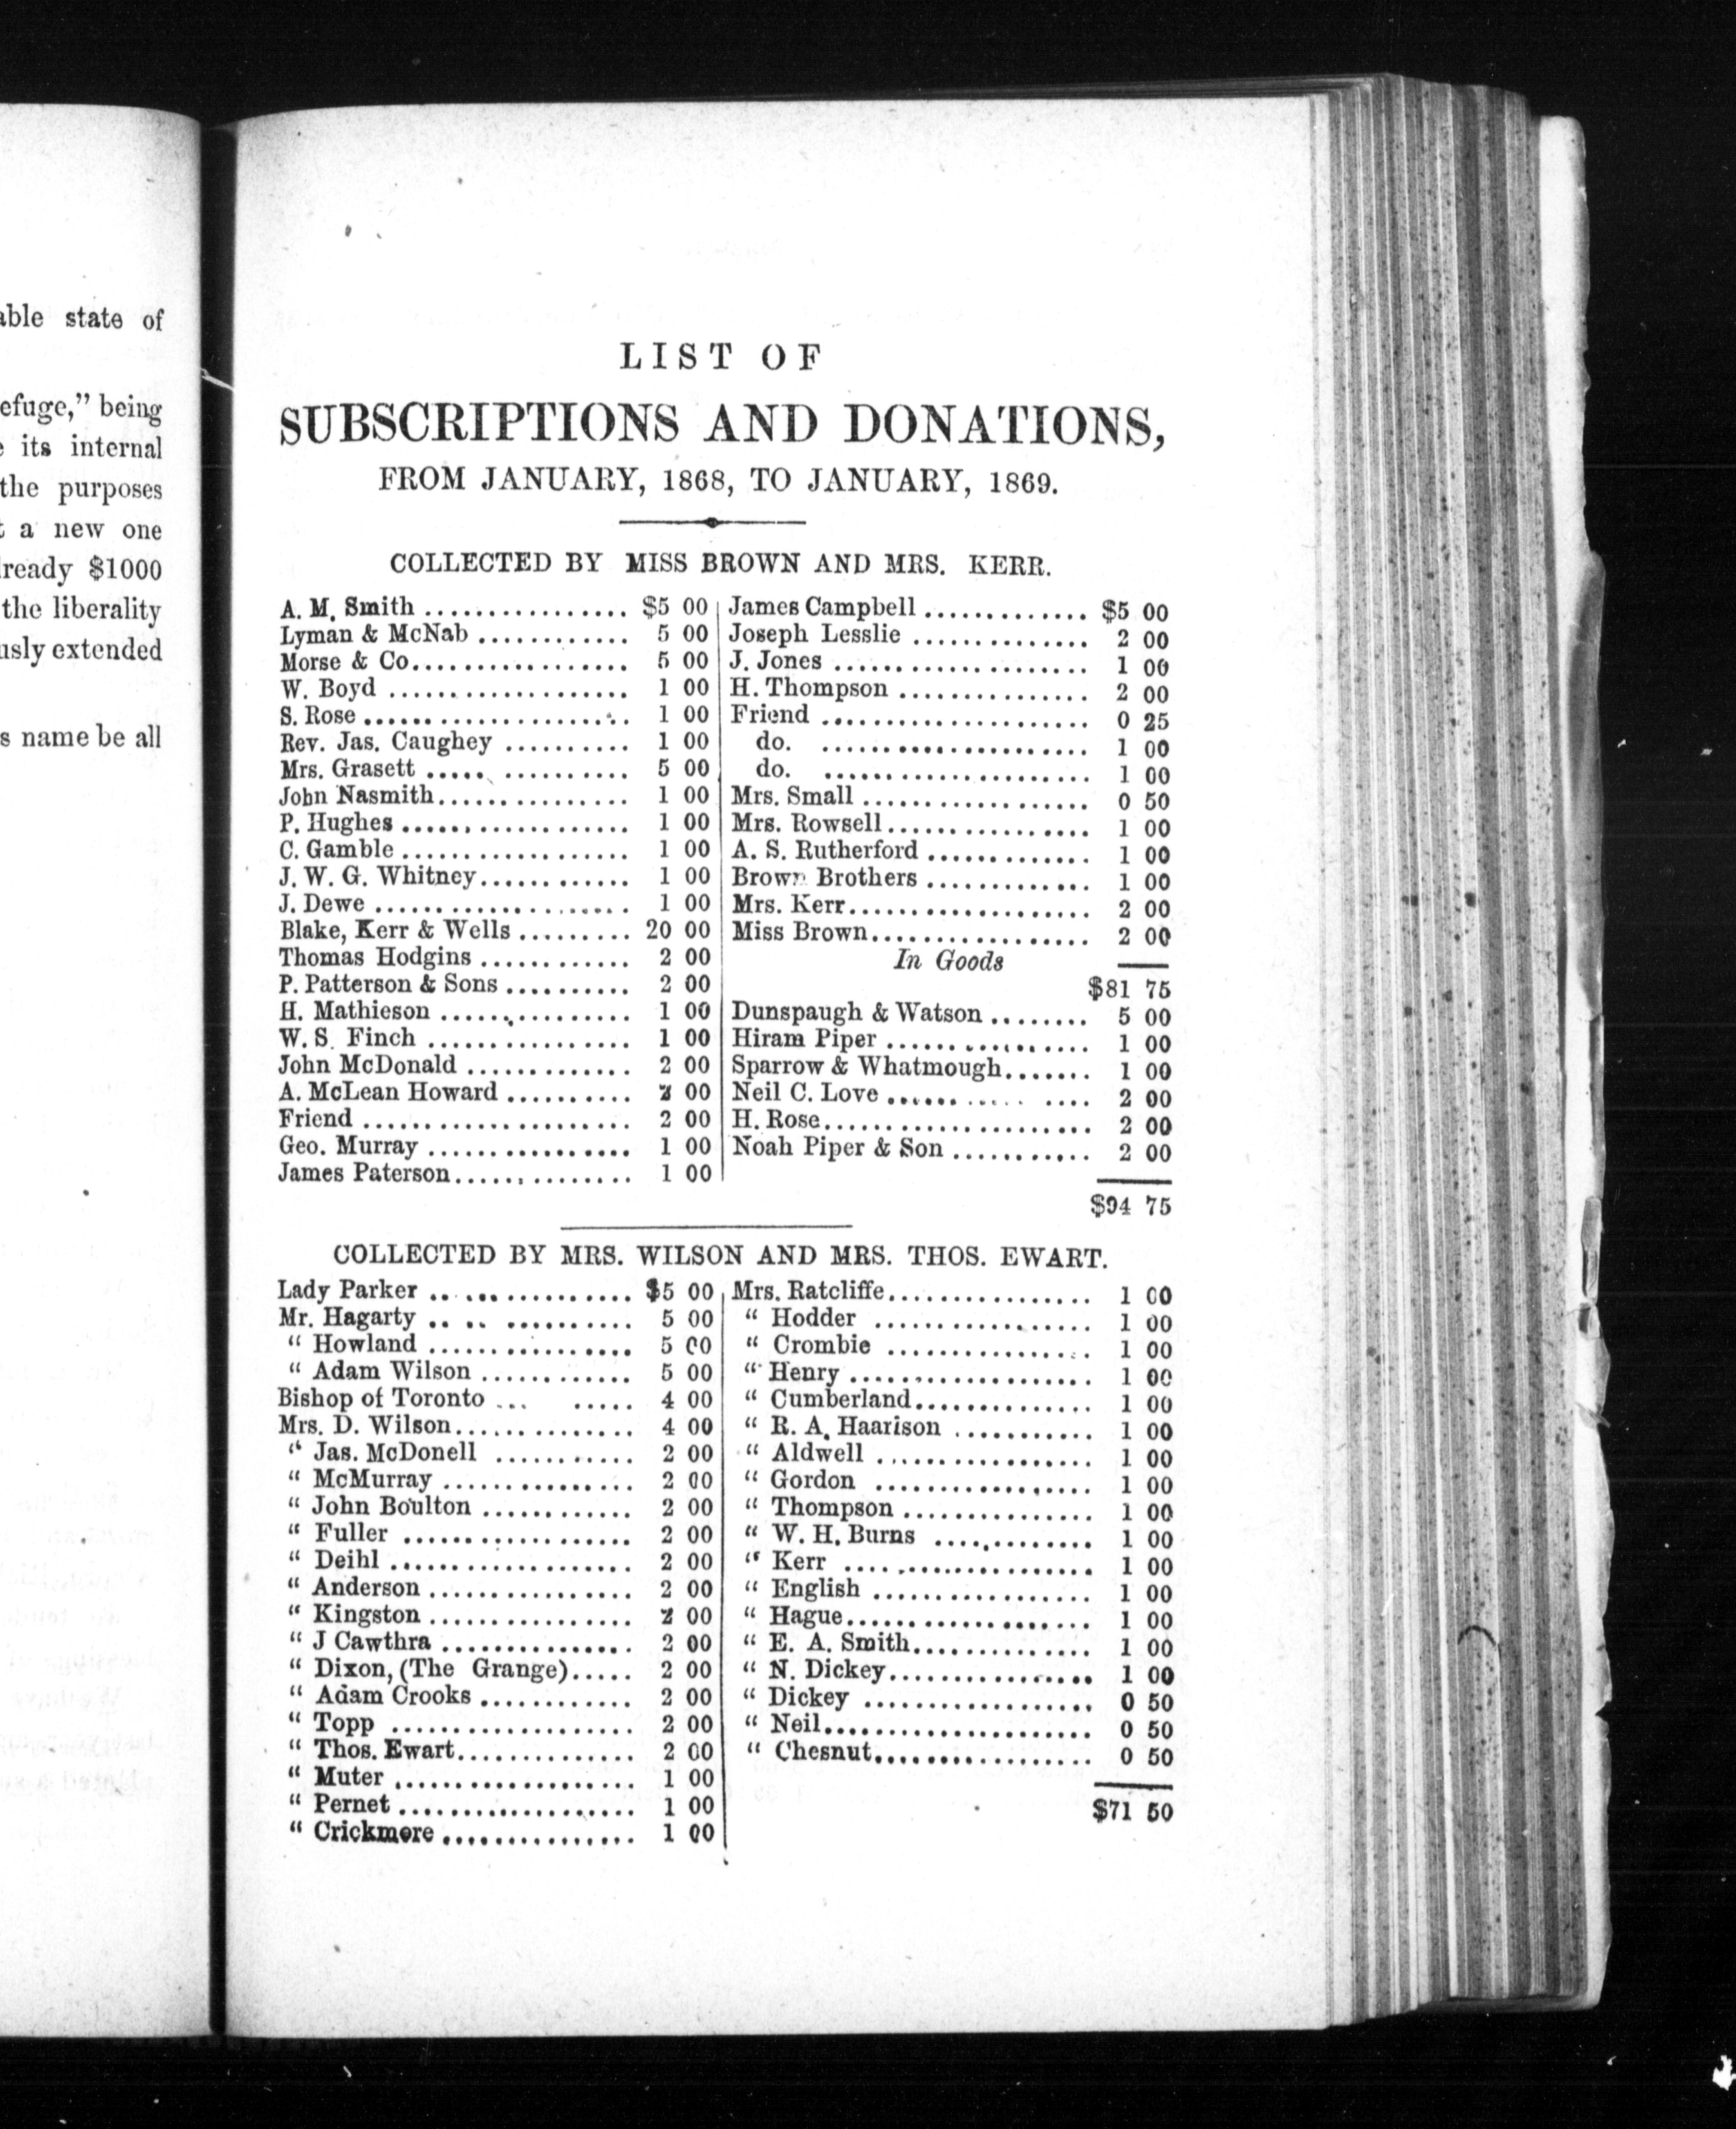 able state of
efuge,” being
e its internal
the purposes
t a new one
lready $1000
the liberality
usly extended
s name be all
LIST OF
SUBSCRIPTIONS AND DONATIONS,
FROM JANUARY, 1868, TO JANUARY, 1869.
COLLECTED BY MISS BROWN AND MRS. KERR.
A. M. Smith ................ $5 00
Lyman & McNab ............ 5 00
Morse & Co................. 5 00
W. Boyd ................... 1 00
S. Rose ..................... 1 00
Rev. Jas. Caughey .......... 1 00
Mrs. Grasett ..... .......... 5 00
John Nasmith............... 1 00
P. Hughes .................. 1 00
C. Gamble .................. 1 00
J. W. G. Whitney............ 1 00
J. Dewe .................... 1 00
Blake, Kerr & Wells ......... 20 00
Thomas Hodgins ............ 2 00
P. Patterson & Sons .......... 2 00
H. Mathieson ............... 1 00
W. S. Finch ................ 1 00
John McDonald ............. 2 00
A. McLean Howard .......... 2 00
Friend ..................... 2 00
Geo. Murray ................ 1 00
James Paterson.............. 1 00
James Campbell ............. $5 00
Joseph Lesslie .............. 2 00
J. Jones .................... 1 00
H. Thompson ............... 2 00
Friend ..................... 0 25
do. ..................... 1 00
do. ..................... 1 00
Mrs. Small .................. 0 50
Mrs. Rowsell................ 1 00
A. S. Rutherford ............. 1 00
Brown Brothers ............. 1 00
Mrs. Kerr................... 2 00
Miss Brown................. 2 00
In Goods
$81 75
Dunspaugh & Watson ........ 5 00
Hiram Piper ................ 1 00
Sparrow & Whatmough....... 1 00
Neil C. Love ........... .... 2 00
H. Rose..................... 2 00
Noah Piper & Son ........... 2 00
$94 75
COLLECTED BY MRS. WILSON AND MRS. THOS. EWART.
Lady Parker .. ............. $5 00
Mr. Hagarty .. .. .......... 5 00
“ Howland ................ 5 00
“ Adam Wilson ............ 5 00
Bishop of Toronto ... ..... 4 00
Mrs. D. Wilson.............. 4 00
“ Jas. McDonell ........... 2 00
“ McMurray ............... 2 00
“ John Boulton ............ 2 00
“ Fuller .................. 2 00
“ Deihl ................... 2 00
“ Anderson ................ 2 00
“ Kingston ................ 2 00
“ J Cawthra ............... 2 00
“ Dixon, (The Grange)..... 2 00
“ Adam Crooks ............ 2 00
“ Topp ................... 2 00
“ Thos. Ewart.............. 2 00
“ Muter ................... 1 00
“ Pernet ................... 1 00
“ Crickmore ............... 1 00
Mrs. Ratcliffe................ 1 00
“ Hodder ................. 1 00
“ Crombie ................ 1 00
“ Henry ................... 1 00
“ Cumberland.............. 1 00
“ R. A. Haarison ........... 1 00
“ Aldwell ................. 1 00
“ Gordon ................. 1 00
“ Thompson ............... 1 00
“ W. H. Burns ............ 1 00
“ Kerr ................... 1 00
“ English ................. 1 00
“ Hague................... 1 00
“ E. A. Smith.............. 1 00
“ N. Dickey................ 1 00
“ Dickey .................. 0 50
“ Neil..................... 0 50
“ Chesnut................. 0 50
$71 50